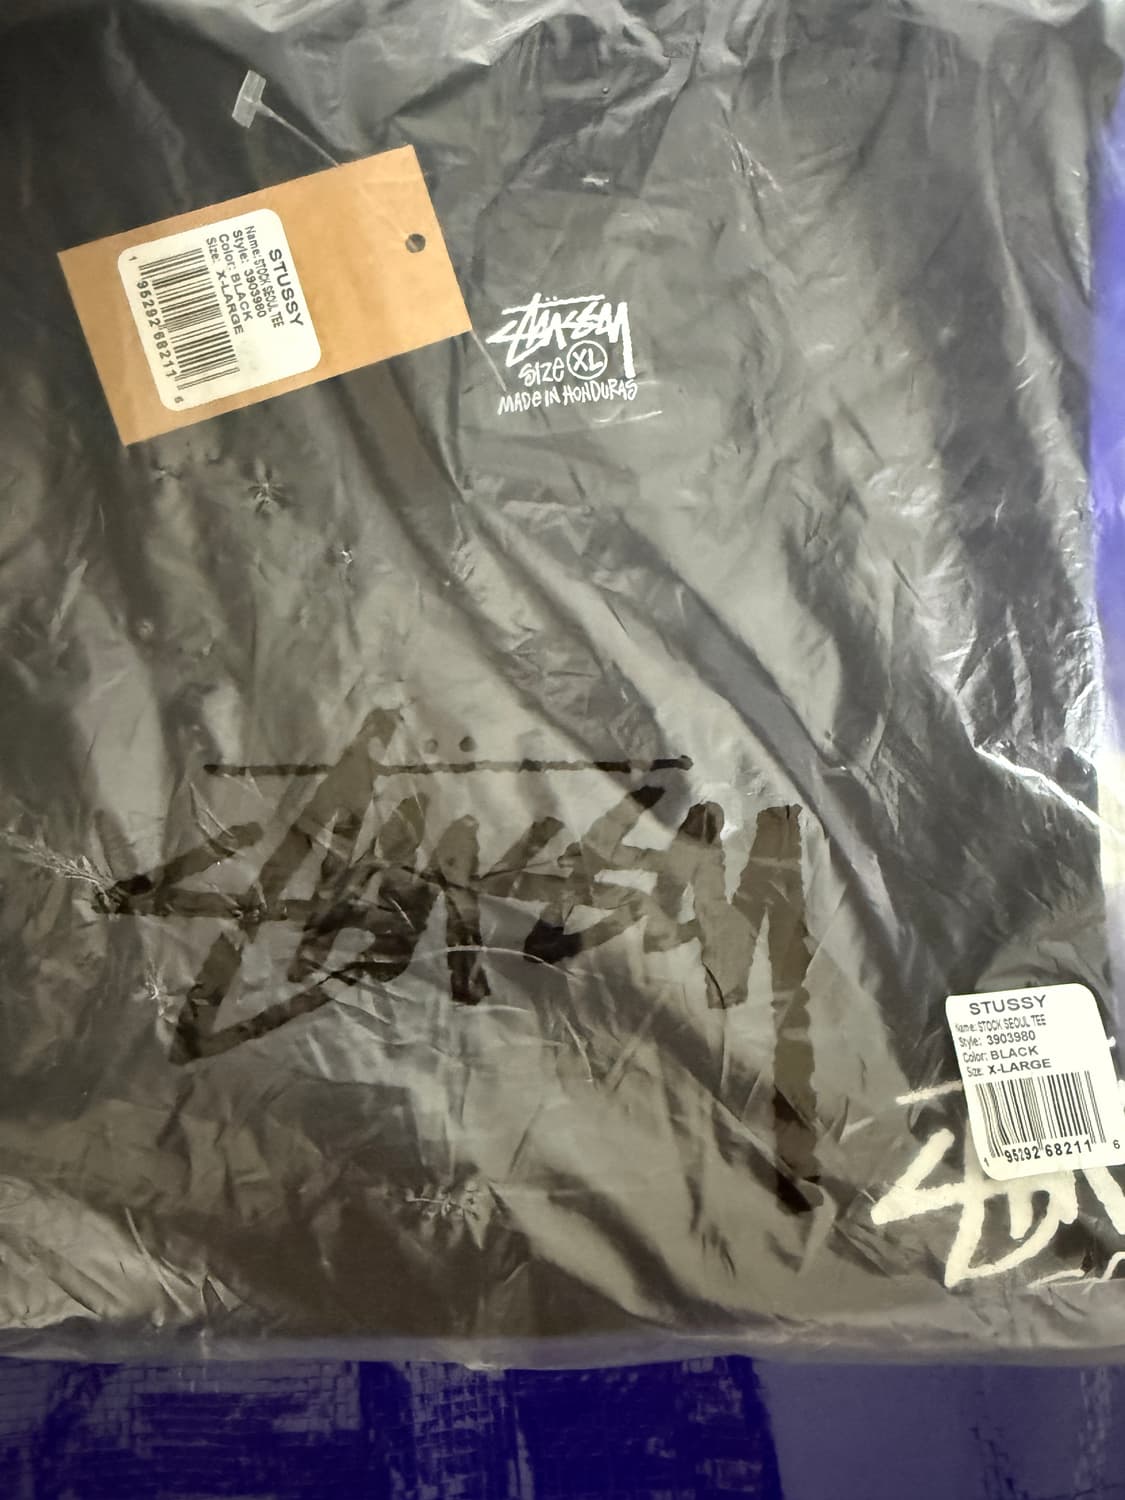 STUSSY
Name: STOCK SEOUL TEE
Style: 3903980
Color: BLACK
Size: X-LARGE
1 95292 68211 6
STÜSSY
SIZE XL
MADE IN HONDURAS
STÜSSY
STUSSY
Name: STOCK SEOUL TEE
Style: 3903980
Color: BLACK
Size: X-LARGE
1 95292 68211 6